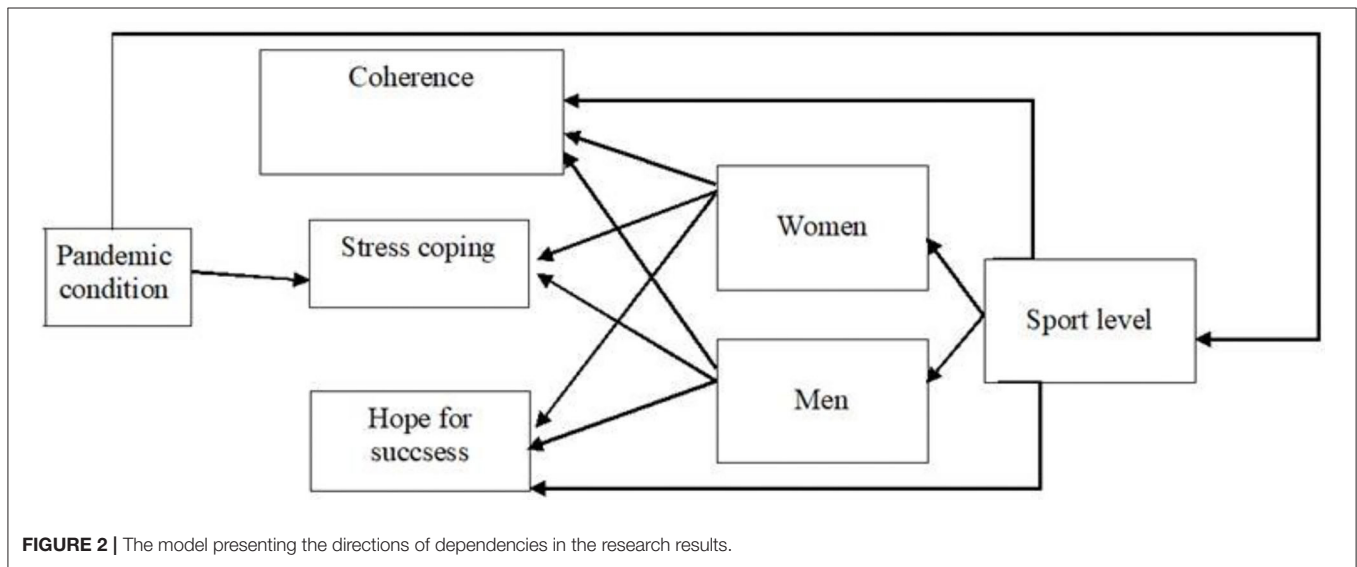 Coherence
Pandemic
condition
Stress coping
Hope for
succsess
Women
Men
Sport level
FIGURE 2 | The model presenting the directions of dependencies in the research results.